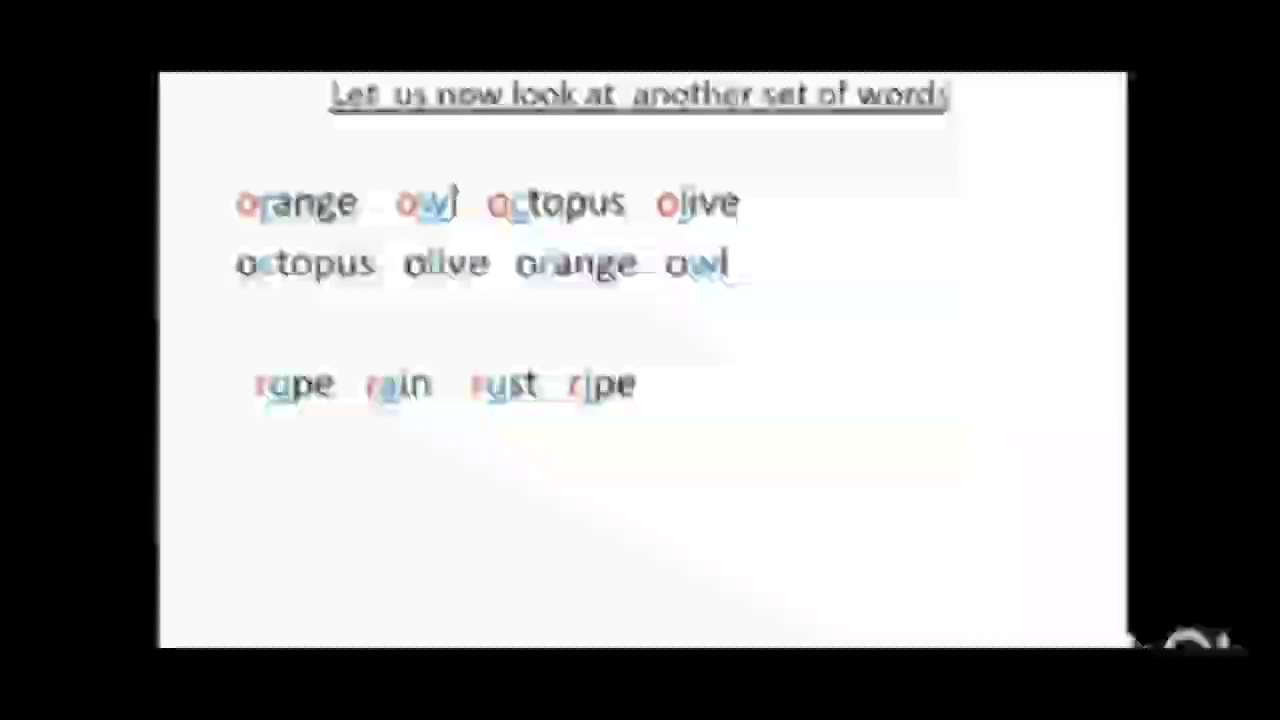 Let us now look at another set of words
orange owl octopus olive
octopus olive orange owl
rope rain rust ripe